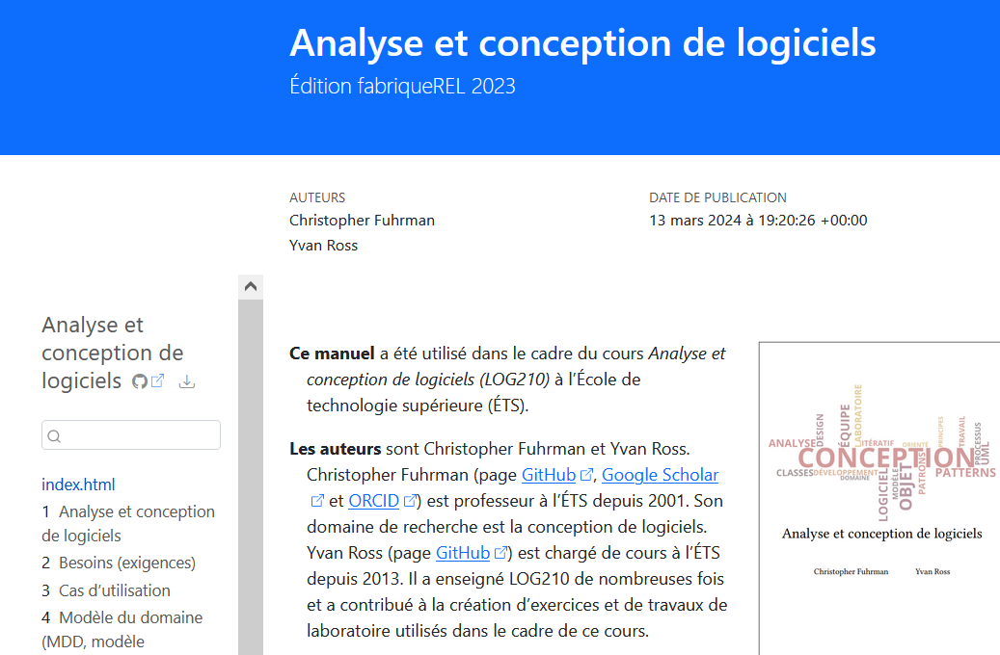 Analyse et conception de logiciels
Édition fabriqueREL 2023
AUTEURS
Christopher Fuhrman
Yvan Ross
DATE DE PUBLICATION
13 mars 2024 à 19:20:26 +00:00
Analyse et
conception de
logiciels
index.html
1 Analyse et conception
de logiciels
2 Besoins (exigences)
3 Cas d’utilisation
4 Modèle du domaine
(MDD, modèle
Ce manuel a été utilisé dans le cadre du cours Analyse et
conception de logiciels (LOG210) à l’École de
technologie supérieure (ÉTS).
Les auteurs sont Christopher Fuhrman et Yvan Ross.
Christopher Fuhrman (page GitHub, Google Scholar
et ORCID) est professeur à l’ÉTS depuis 2001. Son
domaine de recherche est la conception de logiciels.
Yvan Ross (page GitHub) est chargé de cours à l’ÉTS
depuis 2013. Il a enseigné LOG210 de nombreuses fois
et a contribué à la création d’exercices et de travaux de
laboratoire utilisés dans le cadre de ce cours.
LABORATOIRE
ÉQUIPE
DESIGN
PRINCIPES
TRAVAIL
PROCESSUS
UML
ANALYSE
ITÉRATIF
ORIENTÉ
CONCEPTION
CLASSES
DÉVELOPPEMENT
DOMAINE
PATTERNS
LOGICIEL
MODÈLE
OBJET
PATRONS
Analyse et conception de logiciels
Christopher Fuhrman Yvan Ross